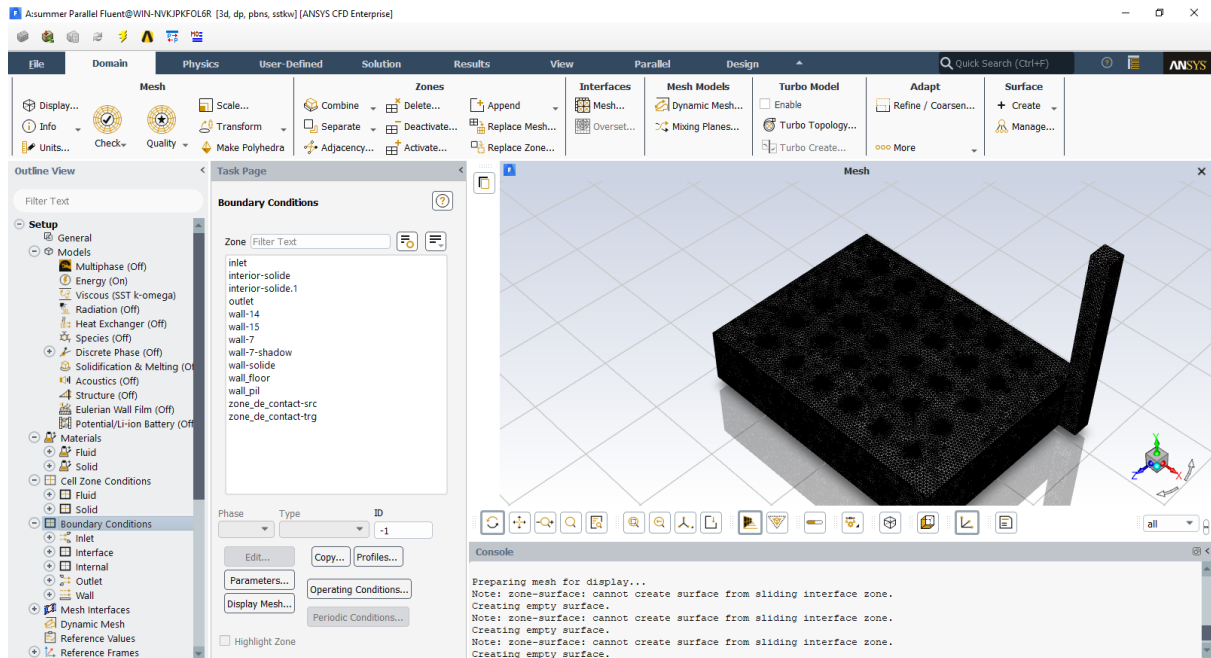 A:summer Parallel Fluent@WIN-NVKJPKFOL6R [3d, dp, pbns, sstkw] [ANSYS CFD Enterprise]
File Domain Physics User-Defined Solution Results View Parallel Design Quick Search (Ctrl+F) ANSYS
Mesh Zones Interfaces Mesh Models Turbo Model Adapt Surface
Display... Scale... Combine Delete... Append Mesh... Dynamic Mesh... Enable Refine / Coarsen... + Create
Info Transform Separate Deactivate... Replace Mesh... Overset... Mixing Planes... Turbo Topology... Manage...
Units... Check Quality Make Polyhedra Adjacency... Activate... Replace Zone... Turbo Create... More
Outline View
Filter Text
Setup
General
Models
Multiphase (Off)
Energy (On)
Viscous (SST k-omega)
Radiation (Off)
Heat Exchanger (Off)
Species (Off)
Discrete Phase (Off)
Solidification & Melting (Of
Acoustics (Off)
Structure (Off)
Eulerian Wall Film (Off)
Potential/Li-ion Battery (Off
Materials
Fluid
Solid
Cell Zone Conditions
Fluid
Solid
Boundary Conditions
Inlet
Interface
Internal
Outlet
Wall
Mesh Interfaces
Dynamic Mesh
Reference Values
Reference Frames
Task Page
Boundary Conditions
Zone Filter Text
inlet
interior-solide
interior-solide.1
outlet
wall-14
wall-15
wall-7
wall-7-shadow
wall-solide
wall_floor
wall_pil
zone_de_contact-src
zone_de_contact-trg
Phase Type ID
-1
Edit... Copy... Profiles...
Parameters... Operating Conditions...
Display Mesh... Periodic Conditions...
Highlight Zone
Mesh
Y
Z X
all
Console
Preparing mesh for display...
Note: zone-surface: cannot create surface from sliding interface zone.
Creating empty surface.
Note: zone-surface: cannot create surface from sliding interface zone.
Creating empty surface.
Note: zone-surface: cannot create surface from sliding interface zone.
Creating empty surface.